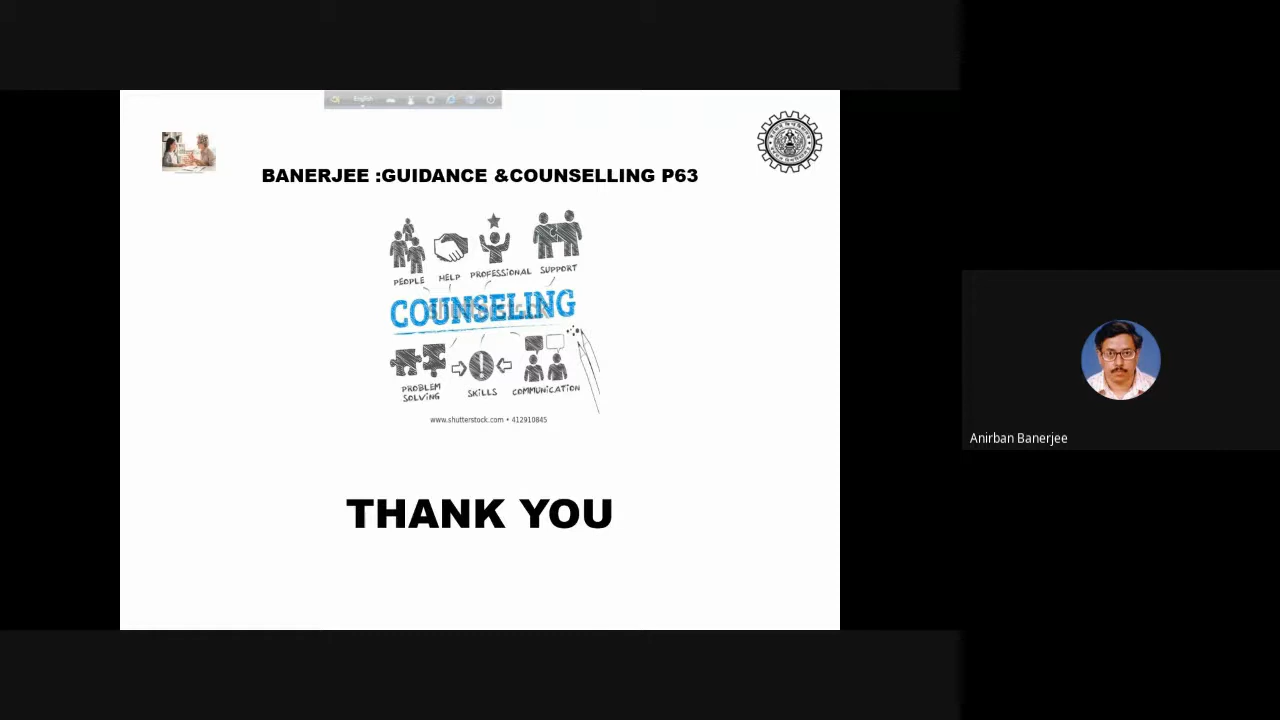 English
BANERJEE :GUIDANCE &COUNSELLING P63
PEOPLE HELP PROFESSIONAL SUPPORT
COUNSELING
PROBLEM SOLVING SKILLS COMMUNICATION
www.shutterstock.com • 412910845
THANK YOU
Anirban Banerjee